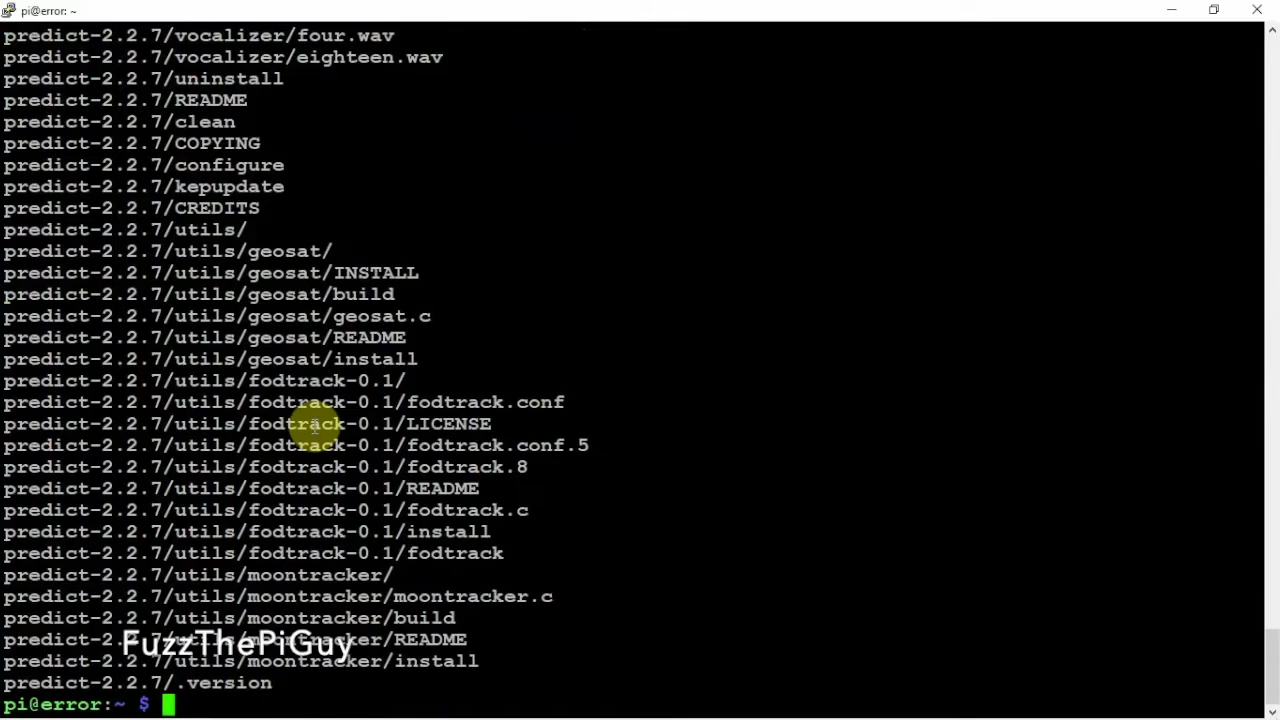 pi@error: ~
predict-2.2.7/vocalizer/four.wav
predict-2.2.7/vocalizer/eighteen.wav
predict-2.2.7/uninstall
predict-2.2.7/README
predict-2.2.7/clean
predict-2.2.7/COPYING
predict-2.2.7/configure
predict-2.2.7/kepupdate
predict-2.2.7/CREDITS
predict-2.2.7/utils/
predict-2.2.7/utils/geosat/
predict-2.2.7/utils/geosat/INSTALL
predict-2.2.7/utils/geosat/build
predict-2.2.7/utils/geosat/geosat.c
predict-2.2.7/utils/geosat/README
predict-2.2.7/utils/geosat/install
predict-2.2.7/utils/fodtrack-0.1/
predict-2.2.7/utils/fodtrack-0.1/fodtrack.conf
predict-2.2.7/utils/fodtrack-0.1/LICENSE
predict-2.2.7/utils/fodtrack-0.1/fodtrack.conf.5
predict-2.2.7/utils/fodtrack-0.1/fodtrack.8
predict-2.2.7/utils/fodtrack-0.1/README
predict-2.2.7/utils/fodtrack-0.1/fodtrack.c
predict-2.2.7/utils/fodtrack-0.1/install
predict-2.2.7/utils/fodtrack-0.1/fodtrack
predict-2.2.7/utils/moontracker/
predict-2.2.7/utils/moontracker/moontracker.c
predict-2.2.7/utils/moontracker/build
predict-2.2.7/utils/moontracker/README
FuzzThePiGuy
predict-2.2.7/utils/moontracker/install
predict-2.2.7/.version
pi@error:~ $